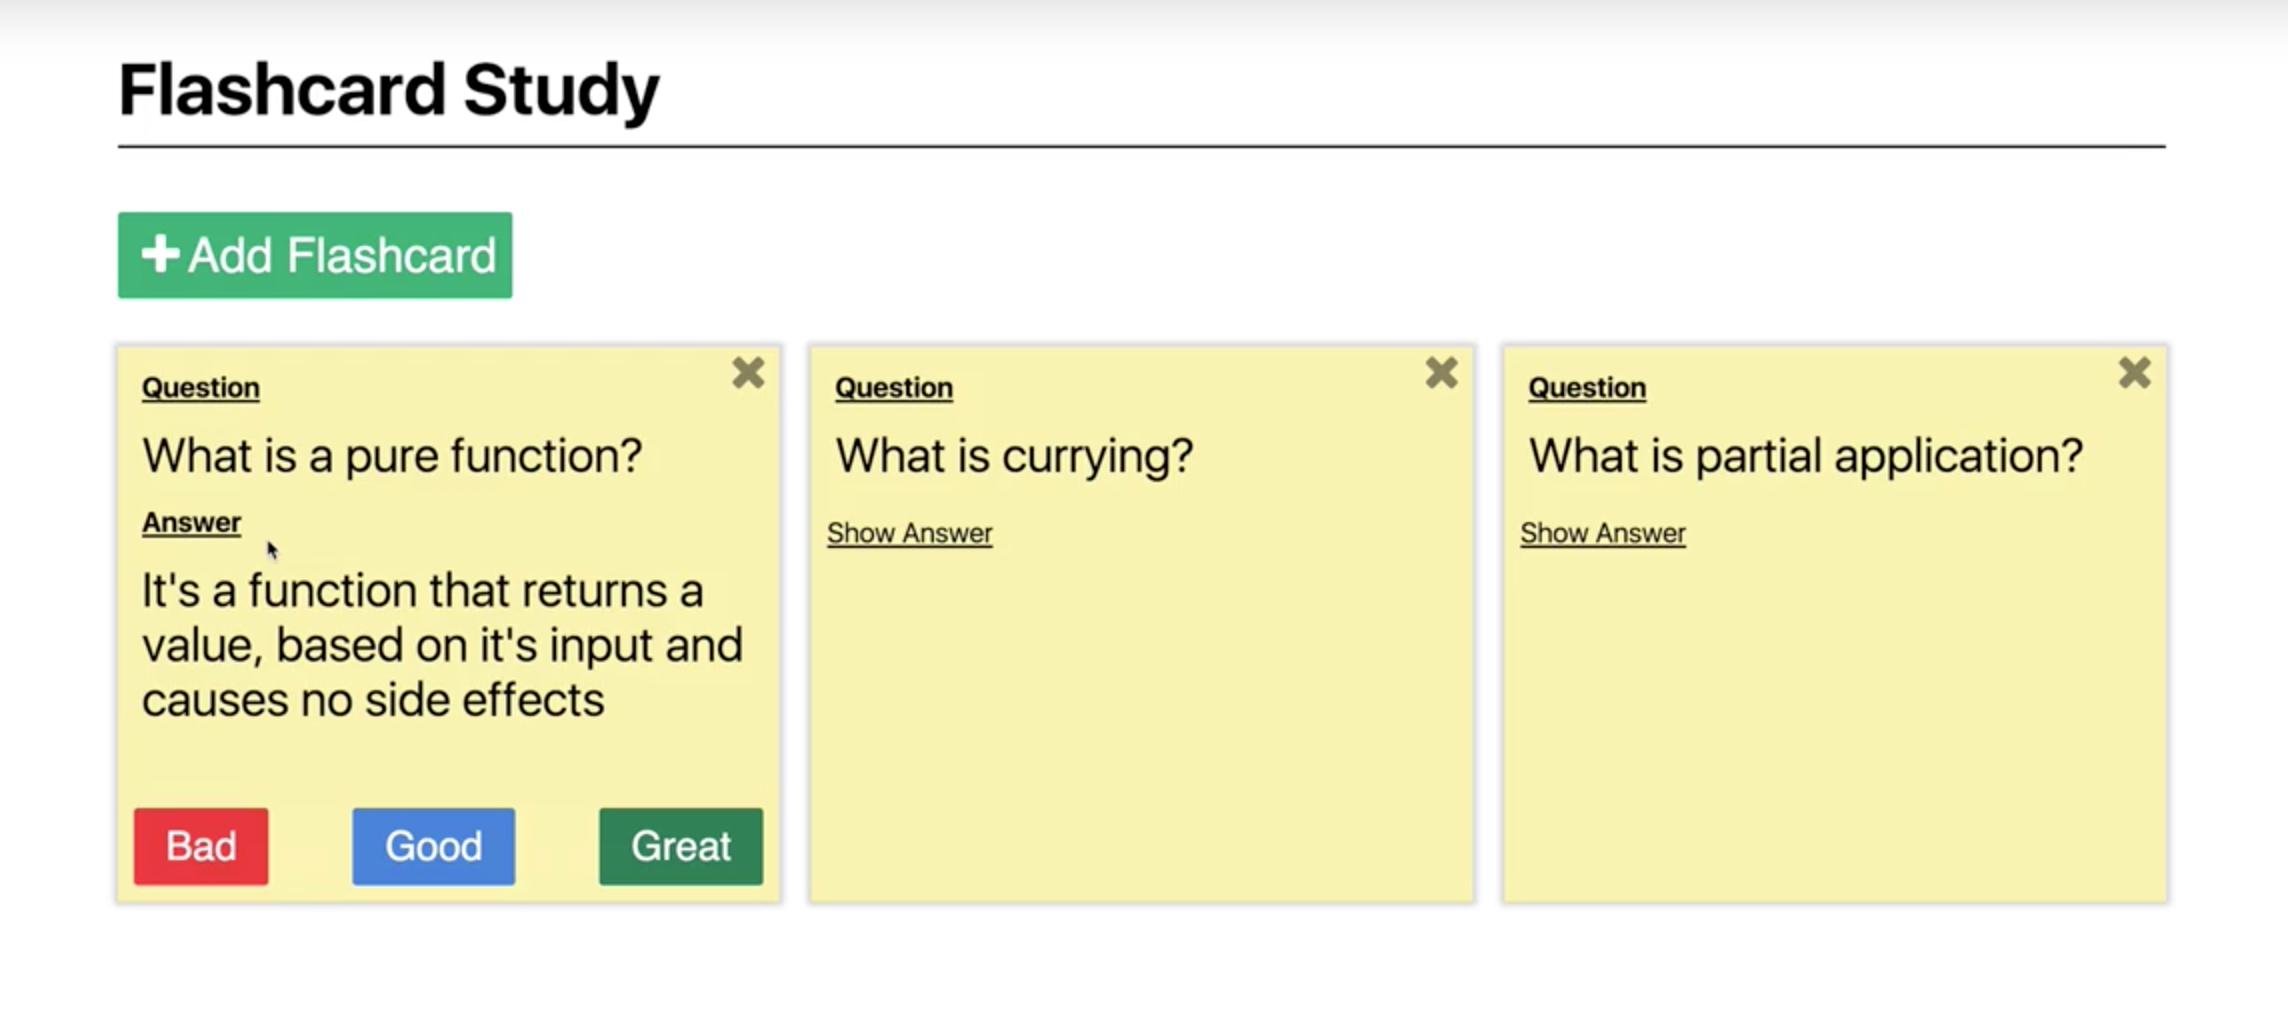 Flashcard Study
Add Flashcard
Question
What is a pure function?
Answer
It's a function that returns a
value, based on it's input and
causes no side effects
Bad
Good
Great
Question
What is currying?
Show Answer
Question
What is partial application?
Show Answer